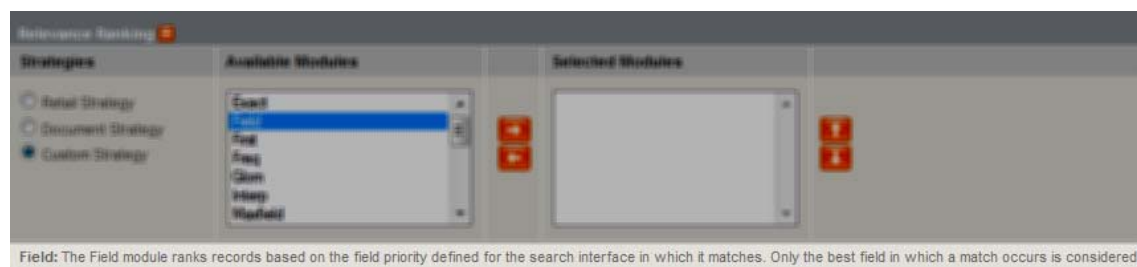 Relevance Ranking
Strategies Available Modules Selected Modules
Retail Strategy
Document Strategy
Custom Strategy
Exact
Field
First
Freq
Glom
Interp
Maxfield
Field: The Field module ranks records based on the field priority defined for the search interface in which it matches. Only the best field in which a match occurs is considered